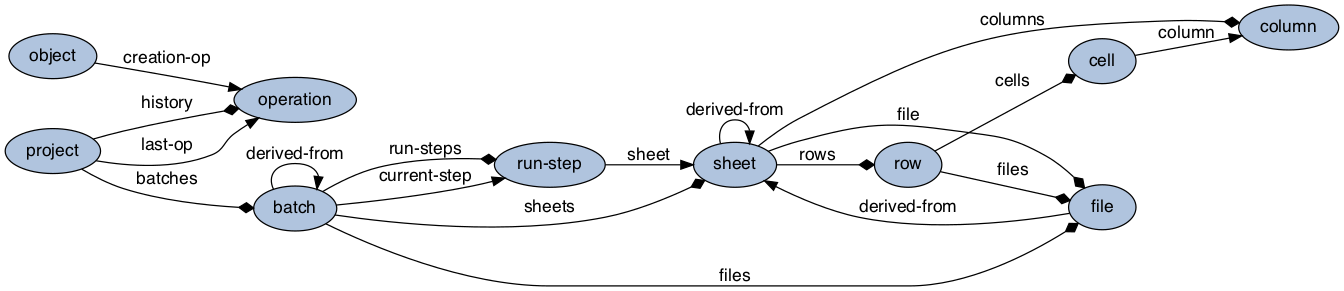 object
creation-op
operation
history
last-op
project
batches
derived-from
batch
run-steps
current-step
run-step
sheets
sheet
derived-from
sheet
rows
row
columns
column
column
cell
cells
file
files
derived-from
file
files